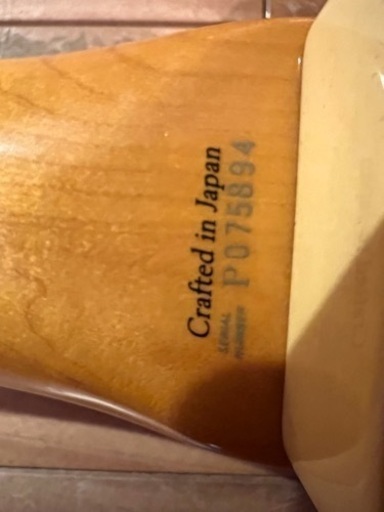 Crafted in Japan
SERIAL NUMBER P075894